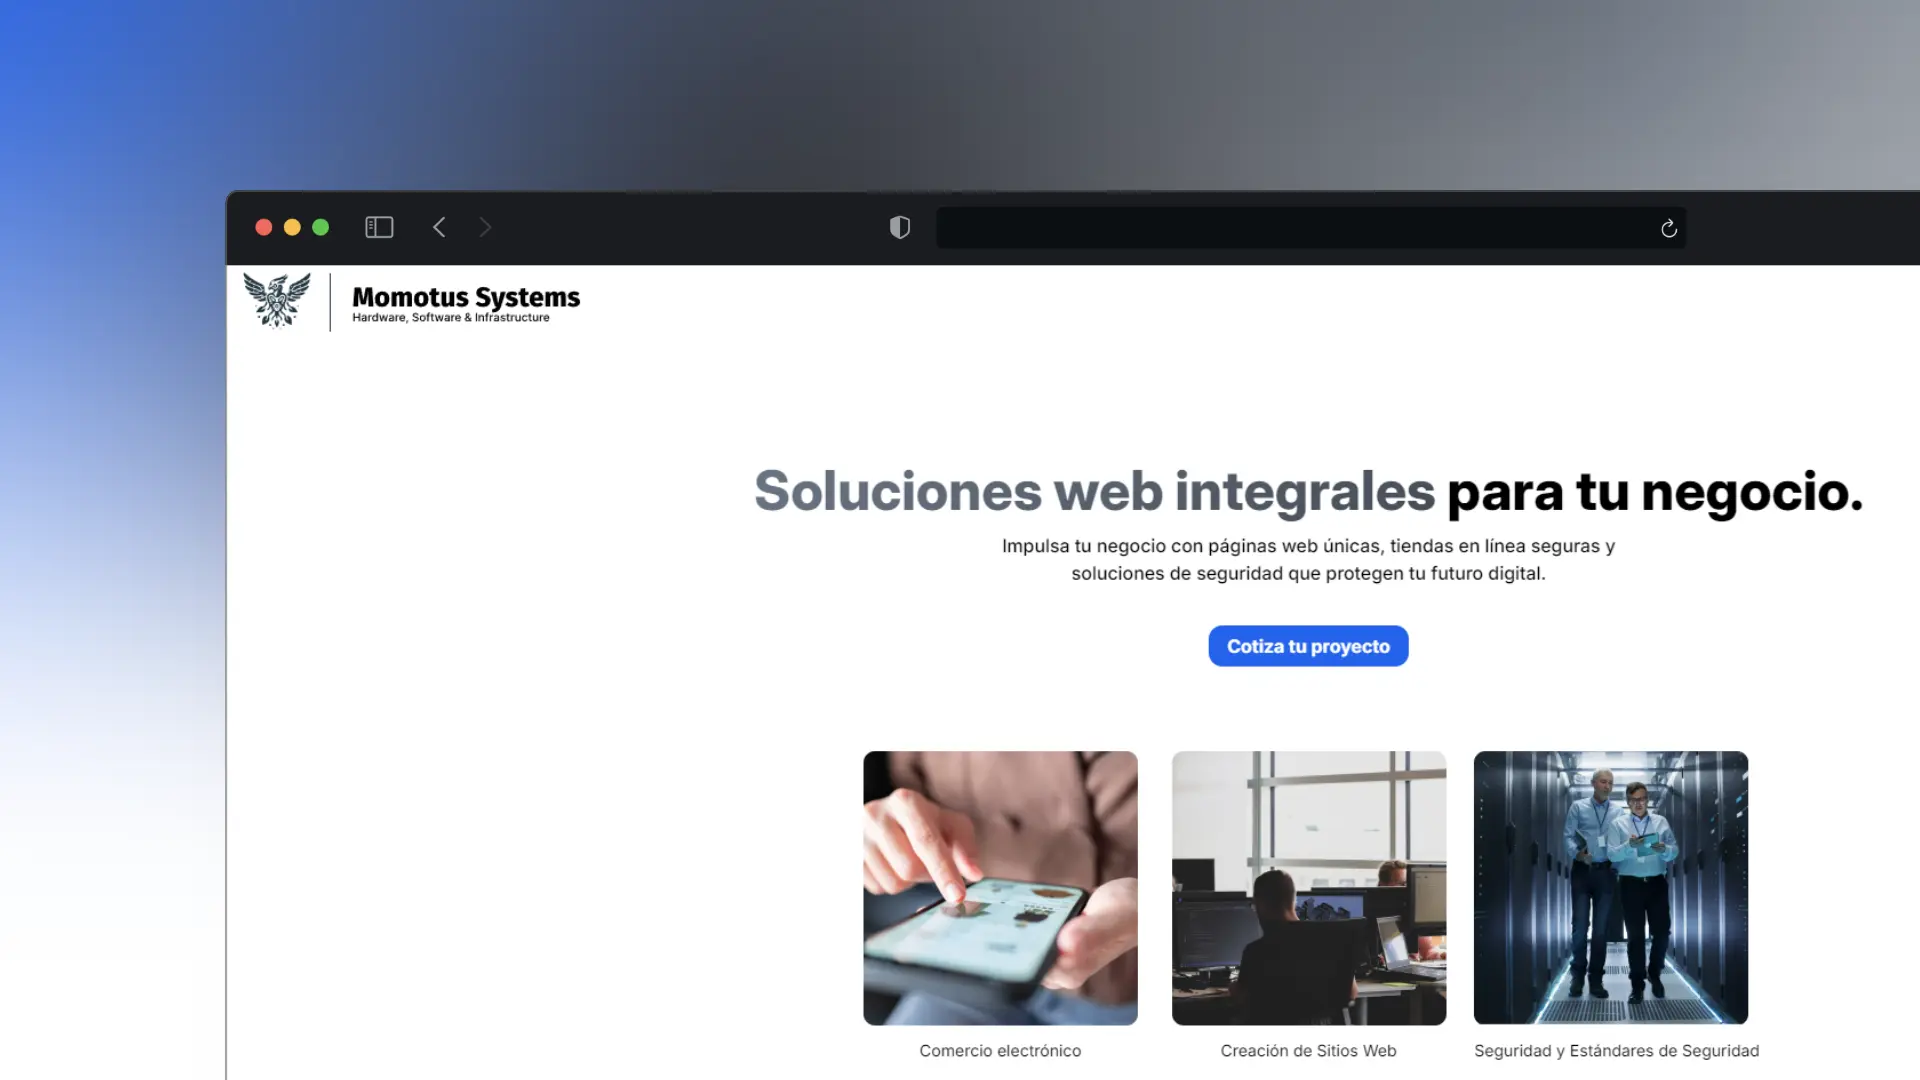 Momotus Systems
Hardware, Software & Infrastructure
Soluciones web integrales para tu negocio.
Impulsa tu negocio con páginas web únicas, tiendas en línea seguras y
soluciones de seguridad que protegen tu futuro digital.
Cotiza tu proyecto
Comercio electrónico
Creación de Sitios Web
Seguridad y Estándares de Seguridad